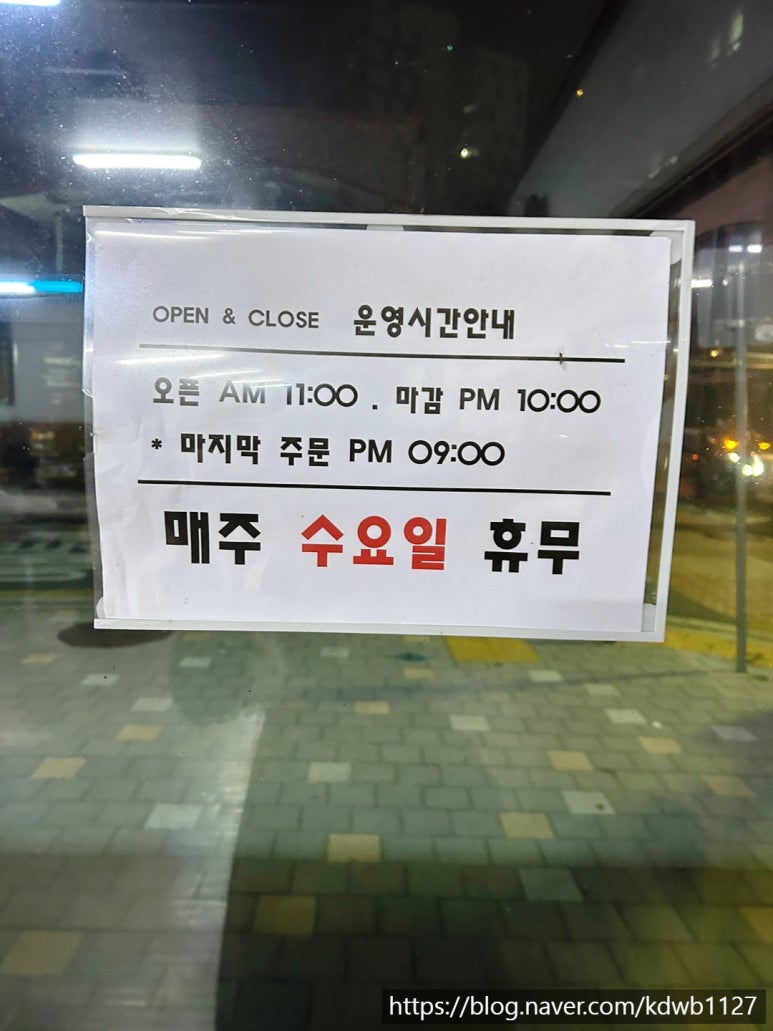 OPEN & CLOSE 운영시간안내
오픈 AM 11:00 . 마감 PM 10:00
* 마지막 주문 PM 09:00
매주 수요일 휴무
https://blog.naver.com/kdwb1127